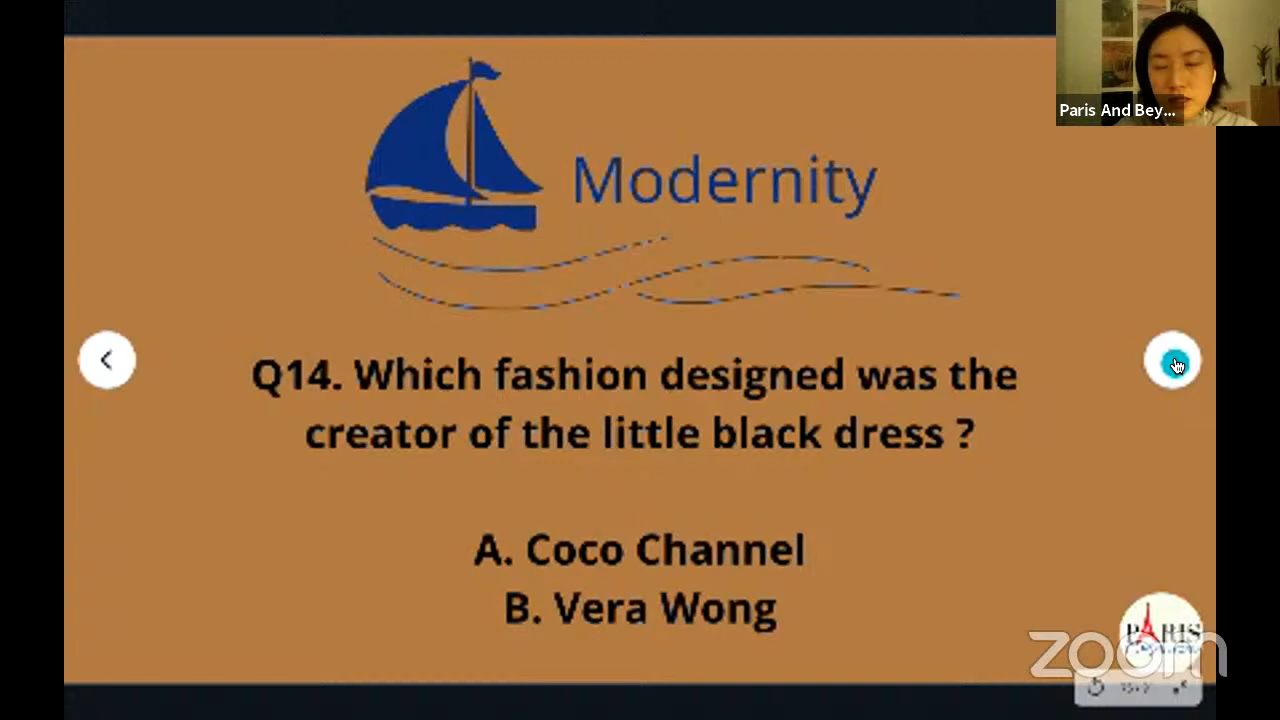 Paris And Bey...
Modernity
Q14. Which fashion designed was the
creator of the little black dress ?
A. Coco Channel
B. Vera Wong
PARIS
zoom